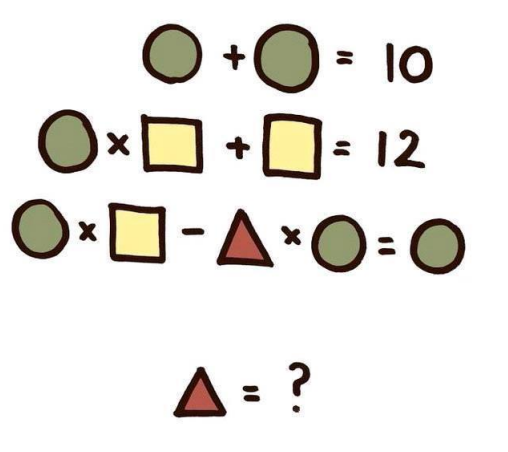 + = 10
x + = 12
x - x =
= ?